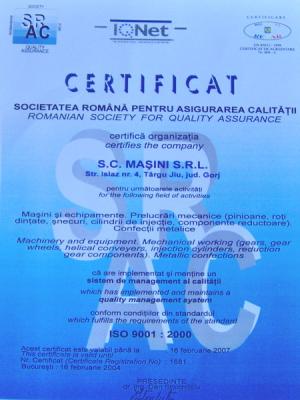 SOCIETY
SRAC
QUALITY
ASSURANCE
IQNet
CERTIFICAT
SOCIETATEA ROMÂNĂ PENTRU ASIGURAREA CALITĂȚII
ROMANIAN SOCIETY FOR QUALITY ASSURANCE
certifică organizația
certifies the company
S.C. MAȘINI S.R.L.
Str. Islaz nr. 4, Târgu Jiu, jud. Gorj
pentru următoarele activități
for the following field of activities
Mașini și echipamente. Prelucrări mecanice (pinioane, roți
dințate, șnecuri, cilindrii de injecție, componente reductoare).
Confecții metalice
Machinery and equipment. Mechanical working (gears, gear
wheels, helical conveyers, injection cylinders, reduction
gear components). Metallic confections
că are implementat și menține un
sistem de management al calității
which has implemented and maintains a
quality management system
conform condițiilor din standardul
which fulfills the requirements of the standard
ISO 9001 : 2000
Acest certificat este valabil până la 16 februarie 2007
This certificate is valid until
Nr. Certificat (Certificate Registration No) : 1681
București : 16 februarie 2004
PREȘEDINTE